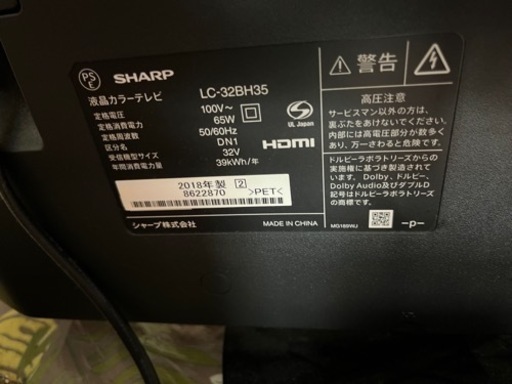 PSE
SHARP
LC-32BH35
液晶カラーテレビ
定格電圧 100V～
定格消費電力 65W
定格周波数 50/60Hz
区分名 DN1
受信機型サイズ 32V
年間消費電力量 39kWh/年
UL Japan
HDMI
2018年製 2
8622870
>PET<
シャープ株式会社
MADE IN CHINA
警告
高圧注意
サービスマン以外の方は、
裏ぶたをあけないでください。
内部には高電圧部分が数多く
あり、万一さわると危険です。
ドルビーラボラトリーズからの
実施権に基づき製造されてい
ます。Dolby、ドルビー、
Dolby Audio及びダブルD
記号はドルビーラボラトリーズ
の商標です。
-p-